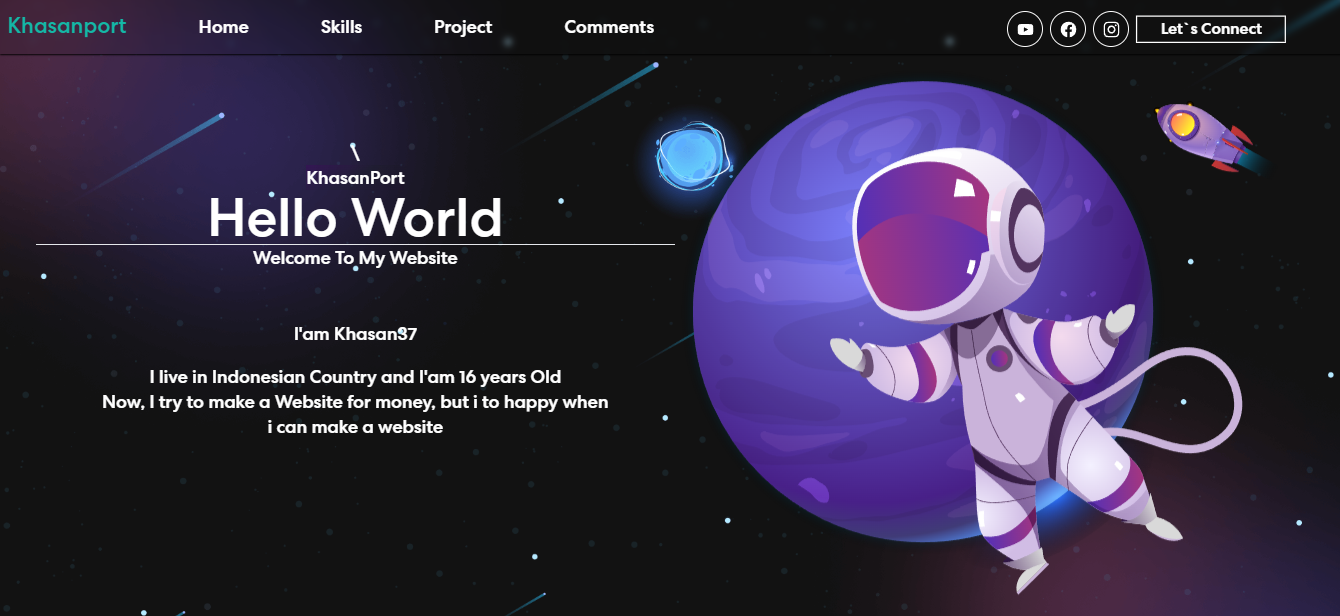 Khasanport
Home
Skills
Project
Comments
Let`s Connect
KhasanPort
Hello World
Welcome To My Website
I'am Khasan97
I live in Indonesian Country and I'am 16 years Old
Now, I try to make a Website for money, but i to happy when
i can make a website